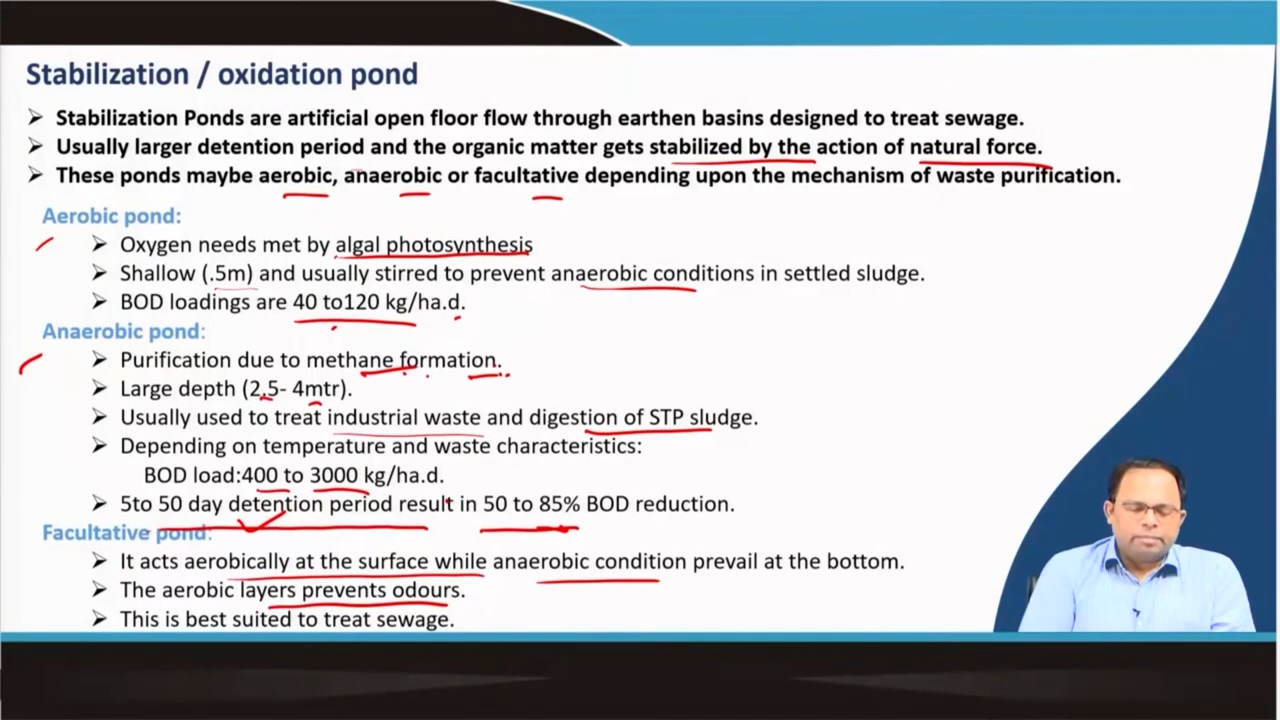 Stabilization / oxidation pond
➢ Stabilization Ponds are artificial open floor flow through earthen basins designed to treat sewage.
➢ Usually larger detention period and the organic matter gets stabilized by the action of natural force.
➢ These ponds maybe aerobic, anaerobic or facultative depending upon the mechanism of waste purification.
Aerobic pond:
➢ Oxygen needs met by algal photosynthesis
➢ Shallow (.5m) and usually stirred to prevent anaerobic conditions in settled sludge.
➢ BOD loadings are 40 to120 kg/ha.d.
Anaerobic pond:
➢ Purification due to methane formation.
➢ Large depth (2.5- 4mtr).
➢ Usually used to treat industrial waste and digestion of STP sludge.
➢ Depending on temperature and waste characteristics:
BOD load:400 to 3000 kg/ha.d.
➢ 5to 50 day detention period result in 50 to 85% BOD reduction.
Facultative pond:
➢ It acts aerobically at the surface while anaerobic condition prevail at the bottom.
➢ The aerobic layers prevents odours.
➢ This is best suited to treat sewage.